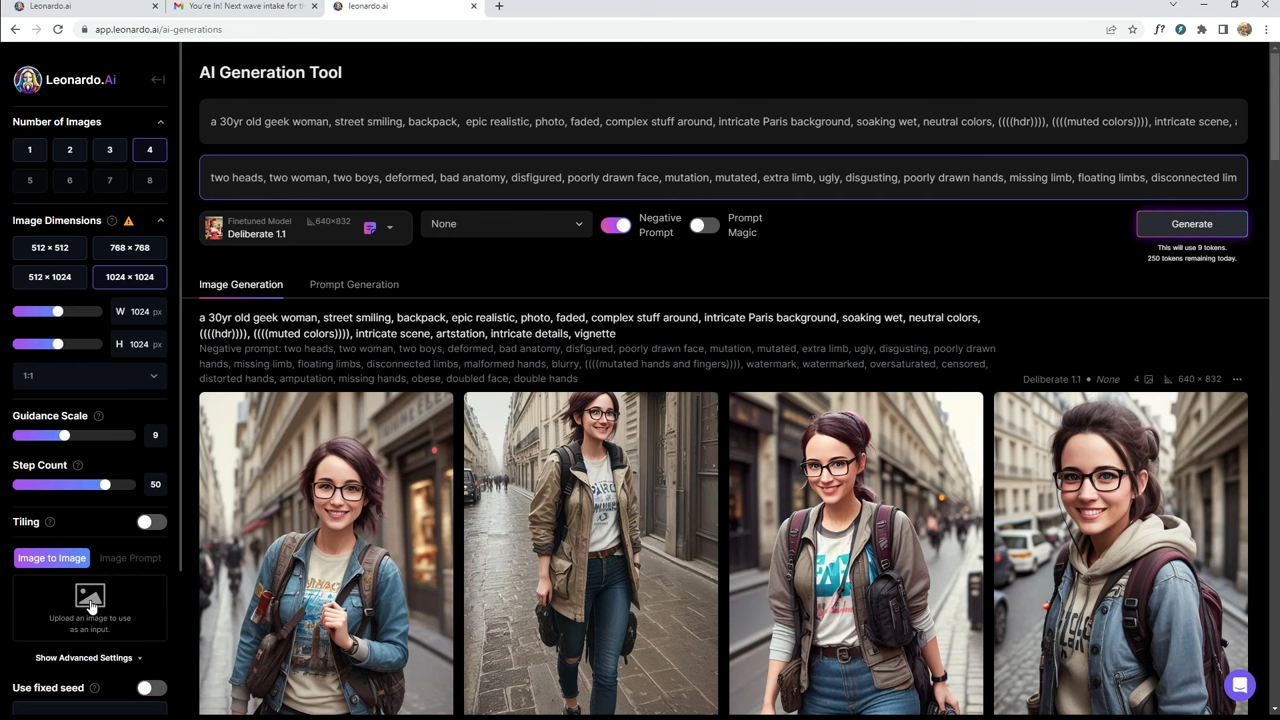 Leonardo.ai
You're In! Next wave intake for th
leonardo.ai
app.leonardo.ai/ai-generations
Leonardo.Ai
Number of Images
1 2 3 4
5 6 7 8
Image Dimensions
512 × 512 768 × 768
512 × 1024 1024 × 1024
W 1024 px
H 1024 px
1:1
Guidance Scale
9
Step Count
50
Tiling
Image to Image Image Prompt
Upload an image to use
as an input.
Show Advanced Settings
Use fixed seed
AI Generation Tool
a 30yr old geek woman, street smiling, backpack, epic realistic, photo, faded, complex stuff around, intricate Paris background, soaking wet, neutral colors, ((((hdr)))), ((((muted colors)))), intricate scene,
two heads, two woman, two boys, deformed, bad anatomy, disfigured, poorly drawn face, mutation, mutated, extra limb, ugly, disgusting, poorly drawn hands, missing limb, floating limbs, disconnected lim
Finetuned Model 640×832
Deliberate 1.1
None
Negative
Prompt
Prompt
Magic
Generate
This will use 9 tokens.
250 tokens remaining today.
Image Generation Prompt Generation
a 30yr old geek woman, street smiling, backpack, epic realistic, photo, faded, complex stuff around, intricate Paris background, soaking wet, neutral colors,
((((hdr)))), ((((muted colors)))), intricate scene, artstation, intricate details, vignette
Negative prompt: two heads, two woman, two boys, deformed, bad anatomy, disfigured, poorly drawn face, mutation, mutated, extra limb, ugly, disgusting, poorly drawn
hands, missing limb, floating limbs, disconnected limbs, malformed hands, blurry, ((((mutated hands and fingers)))), watermark, watermarked, oversaturated, censored,
distorted hands, amputation, missing hands, obese, doubled face, double hands
Deliberate 1.1 • None 4 640 × 832